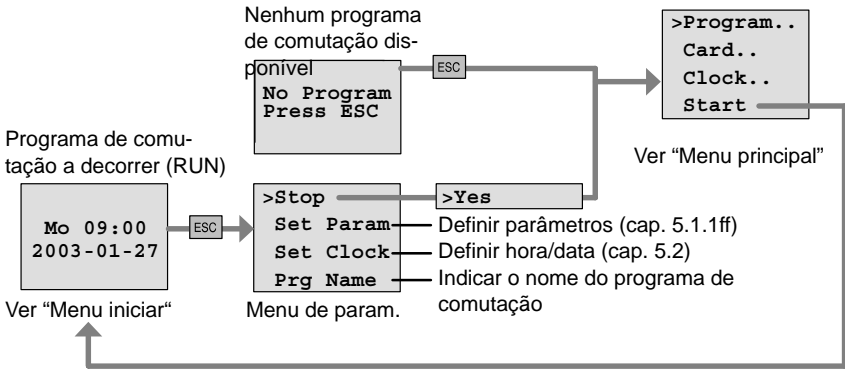 Nenhum programa
de comutação dis-
ponível
ESC
No Program
Press ESC
>Program..
Card..
Clock..
Start
Ver “Menu principal”
Programa de comu-
tação a decorrer (RUN)
Mo 09:00
2003-01-27
ESC
>Stop
Set Param
Set Clock
Prg Name
>Yes
Definir parâmetros (cap. 5.1.1ff)
Definir hora/data (cap. 5.2)
Indicar o nome do programa de
comutação
Ver “Menu iniciar“
Menu de param.